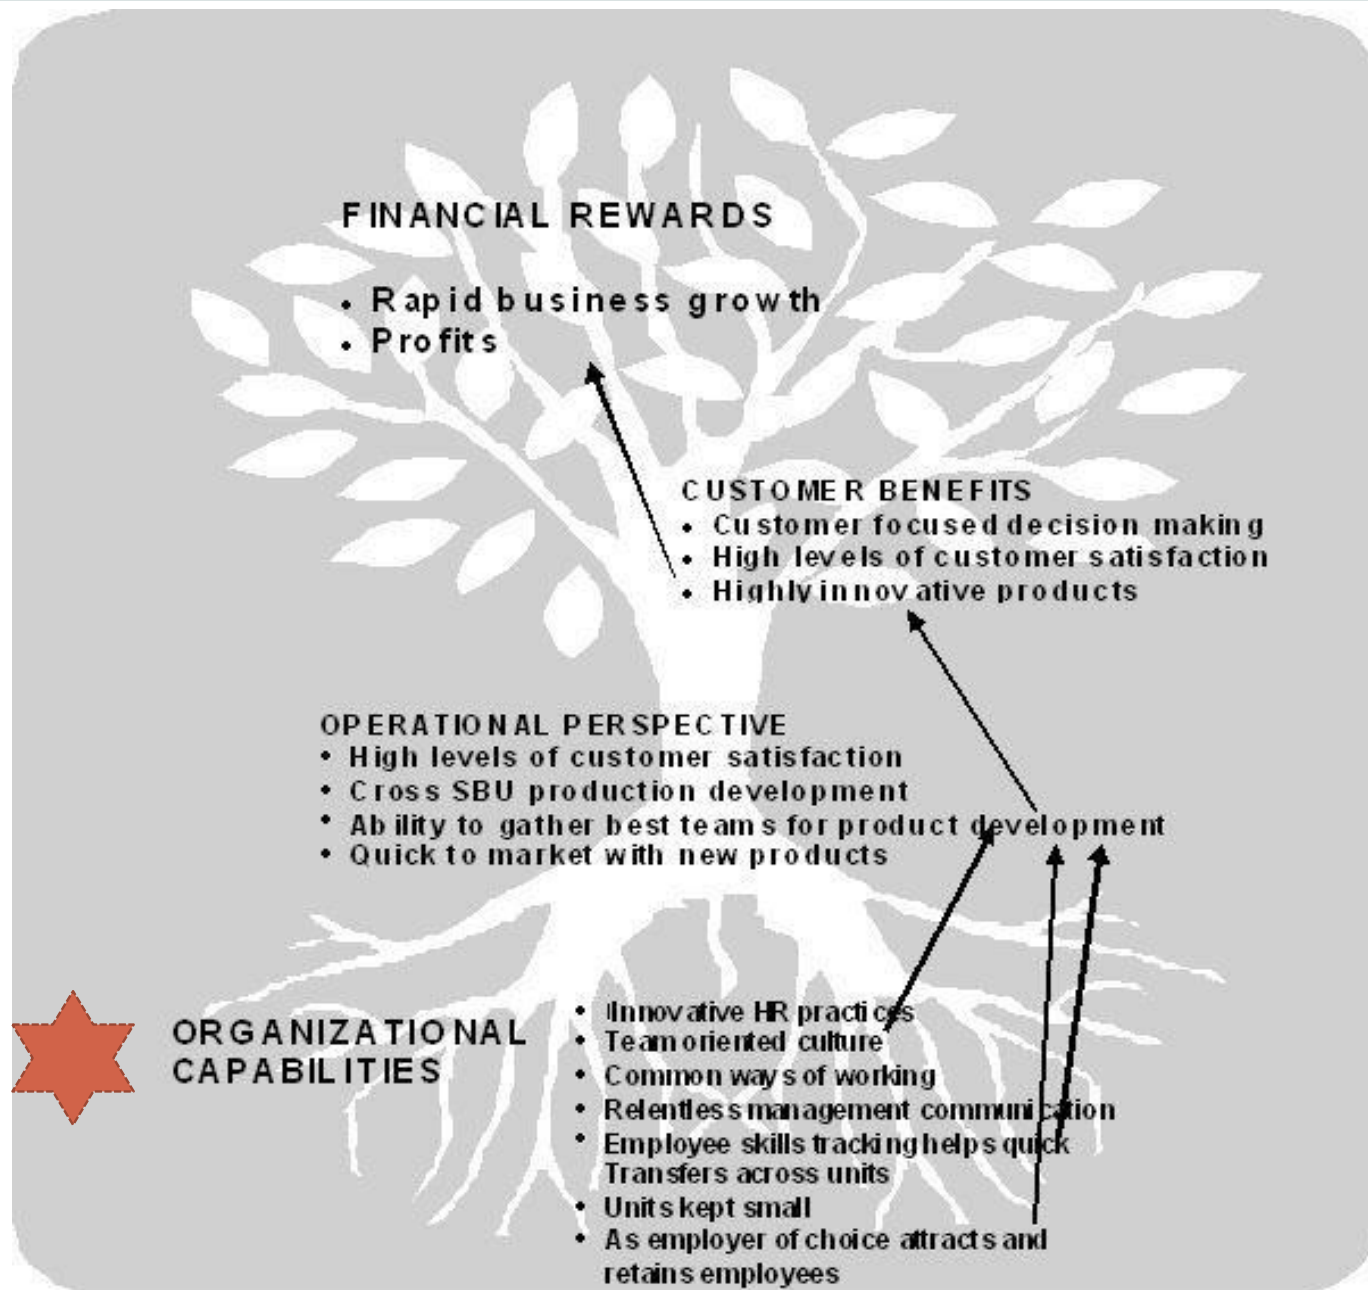 FINANCIAL REWARDS
• Rapid business growth
• Profits
CUSTOMER BENEFITS
• Customer focused decision making
• High levels of customer satisfaction
• Highly innovative products
OPERATIONAL PERSPECTIVE
• High levels of customer satisfaction
• Cross SBU production development
• Ability to gather best teams for product development
• Quick to market with new products
ORGANIZATIONAL
CAPABILITIES
• Innovative HR practices
• Team oriented culture
• Common ways of working
• Relentless management communication
• Employee skills tracking helps quick
Transfers across units
• Units kept small
• As employer of choice attracts and
retains employees